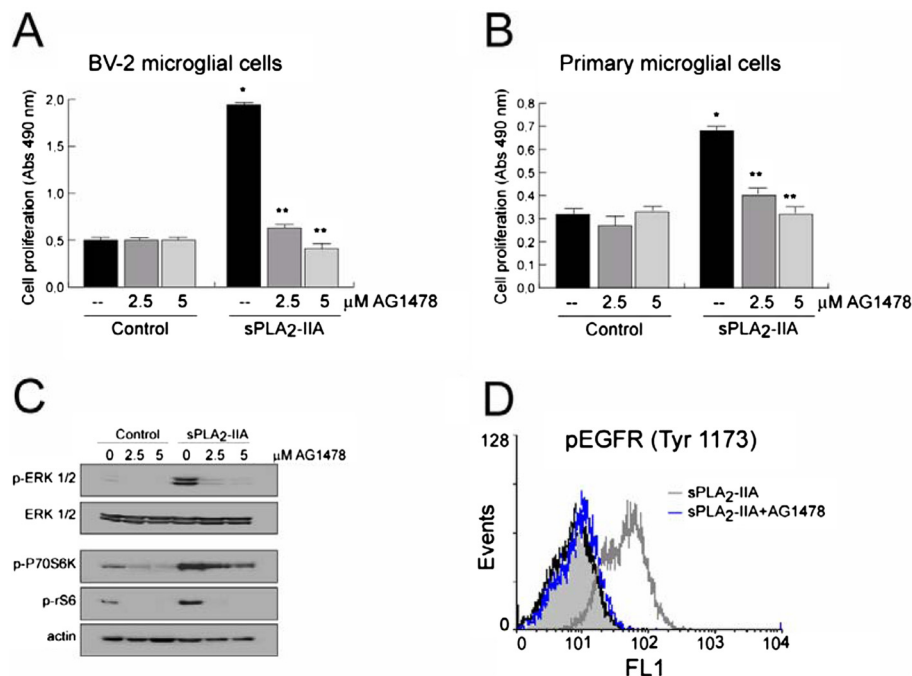 A
BV-2 microglial cells
Cell proliferation (Abs 490 nm)
2.0
1.5
1.0
0.5
0.0
*
**
**
-- 2.5 5 -- 2.5 5 μM AG1478
Control sPLA2-IIA
B
Primary microglial cells
Cell proliferation (Abs 490 nm)
0.8
0.7
0.6
0.5
0.4
0.3
0.2
0.1
0.0
*
**
**
-- 2.5 5 -- 2.5 5 μM AG1478
Control sPLA2-IIA
C
Control sPLA2-IIA
0 2.5 5 0 2.5 5 μM AG1478
p-ERK 1/2
ERK 1/2
p-P70S6K
p-rS6
actin
D
pEGFR (Tyr 1173)
128
Events
0
sPLA2-IIA
sPLA2-IIA+AG1478
0 101 102 103 104
FL1